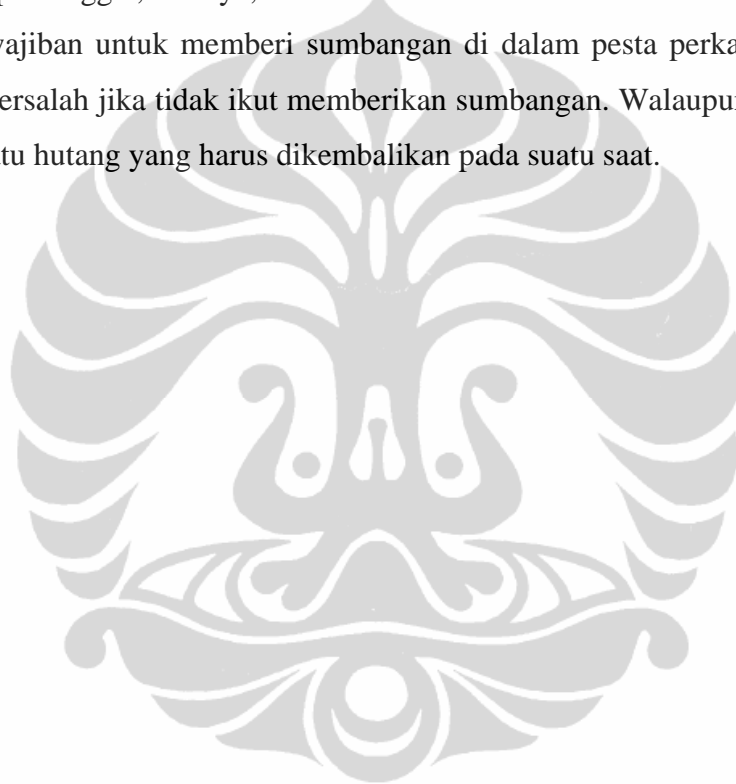 wajiban untuk memberi sumbangan di dalam pesta perka
ersalah jika tidak ikut memberikan sumbangan. Walaupun
tu hutang yang harus dikembalikan pada suatu saat.